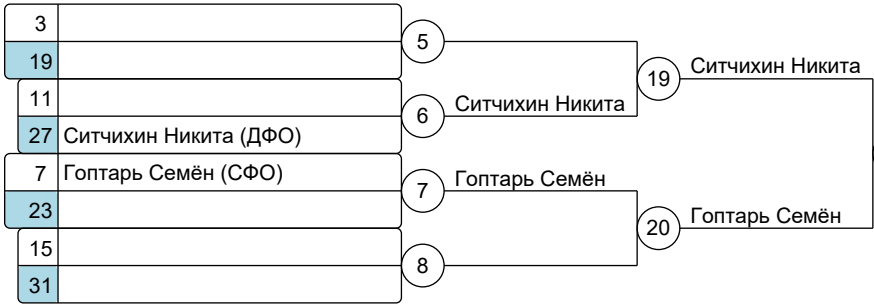 3
5
19
19
Ситчихин Никита
11
6
Ситчихин Никита
27 Ситчихин Никита (ДФО)
7 Гоптарь Семён (СФО)
7
Гоптарь Семён
23
20
Гоптарь Семён
15
8
31